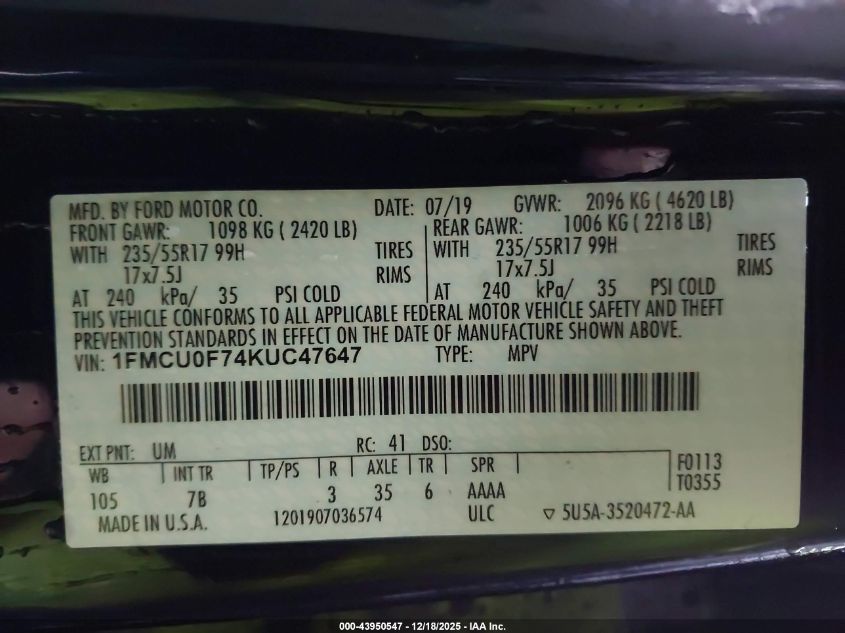 MFD. BY FORD MOTOR CO. DATE: 07/19 GVWR: 2096 KG ( 4620 LB)
FRONT GAWR: 1098 KG ( 2420 LB) REAR GAWR: 1006 KG ( 2218 LB)
WITH 235/55R17 99H TIRES WITH 235/55R17 99H TIRES
17x7.5J RIMS 17x7.5J RIMS
AT 240 kPa/ 35 PSI COLD AT 240 kPa/ 35 PSI COLD
THIS VEHICLE CONFORMS TO ALL APPLICABLE FEDERAL MOTOR VEHICLE SAFETY AND THEFT
PREVENTION STANDARDS IN EFFECT ON THE DATE OF MANUFACTURE SHOWN ABOVE.
VIN: 1FMCU0F74KUC47647 TYPE: MPV
EXT PNT: UM RC: 41 DSO:
WB INT TR TP/PS R AXLE TR SPR F0113
105 7B 3 35 6 AAAA T0355
MADE IN U.S.A. 1201907036574 ULC ▽ 5U5A-3520472-AA
000-43950547 - 12/18/2025 - IAA Inc.